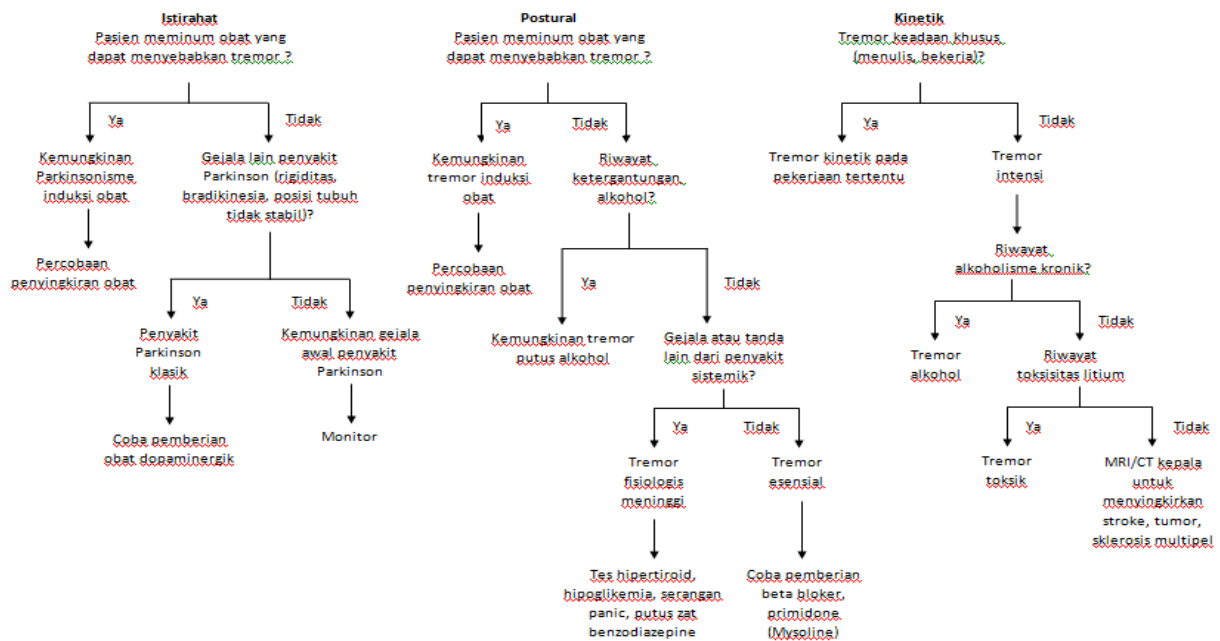 Istirahat
Pasien meminum obat yang
dapat menyebabkan tremor ?
Ya
Tidak
Kemungkinan
Parkinsonisme
induksi obat
Gejala lain penyakit
Parkinson (rigiditas,
bradikinesia, posisi tubuh
tidak stabil)?
Percobaan
penyingkiran obat
Ya
Tidak
Penyakit
Parkinson
klasik
Kemungkinan gejala
awal penyakit
Parkinson
Coba pemberian
obat dopaminergik
Monitor
Postural
Pasien meminum obat yang
dapat menyebabkan tremor ?
Ya
Tidak
Kemungkinan
tremor induksi
obat
Riwayat
ketergantungan
alkohol?
Percobaan
penyingkiran obat
Ya
Tidak
Kemungkinan tremor
putus alkohol
Gejala atau tanda
lain dari penyakit
sistemik?
Ya
Tidak
Tremor
fisiologis
meninggi
Tremor
esensial
Tes hipertiroid,
hipoglikemia, serangan
panic, putus zat
benzodiazepine
Coba pemberian
beta bloker,
primidone
(Mysoline)
Kinetik
Tremor keadaan khusus
(menulis, bekerja)?
Ya
Tidak
Tremor kinetik pada
pekerjaan tertentu
Tremor
intensi
Riwayat
alkoholisme kronik?
Ya
Tidak
Tremor
alkohol
Riwayat
toksisitas litium
Ya
Tidak
Tremor
toksik
MRI/CT kepala
untuk
menyingkirkan
stroke, tumor,
sklerosis multipel